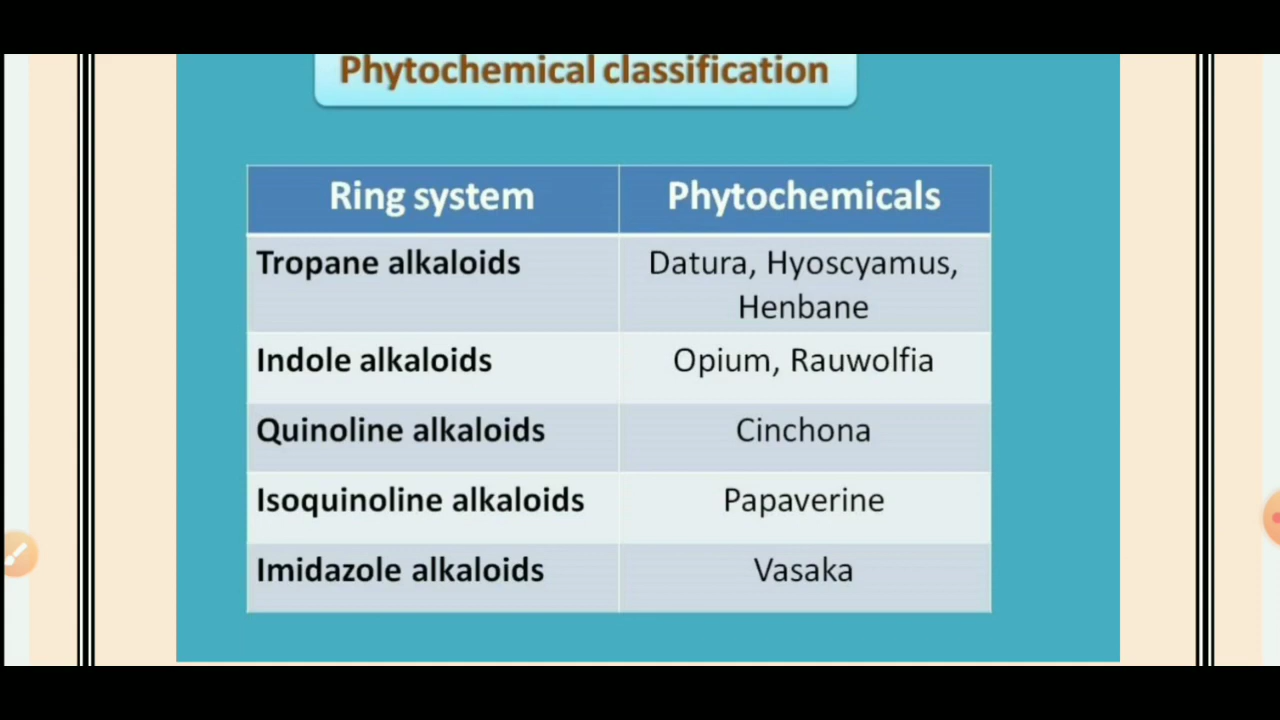 Phytochemical classification
Ring system
Phytochemicals
Tropane alkaloids
Datura, Hyoscyamus,
Henbane
Indole alkaloids
Opium, Rauwolfia
Quinoline alkaloids
Cinchona
Isoquinoline alkaloids
Papaverine
Imidazole alkaloids
Vasaka